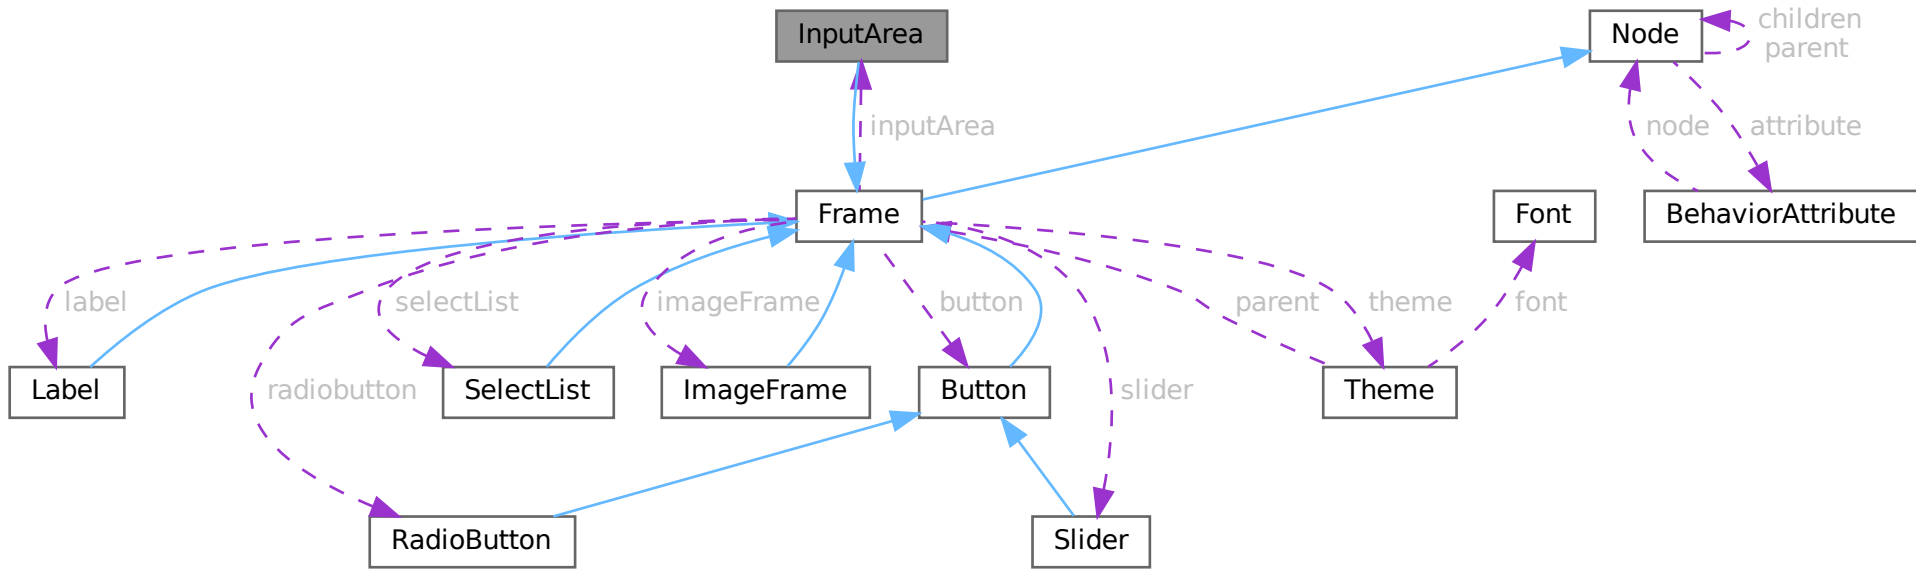 InputArea
Node
children
parent
inputArea
node
attribute
Frame
Font
BehaviorAttribute
label
selectList
imageFrame
button
parent
theme
font
radiobutton
slider
Label
SelectList
ImageFrame
Button
Theme
RadioButton
Slider